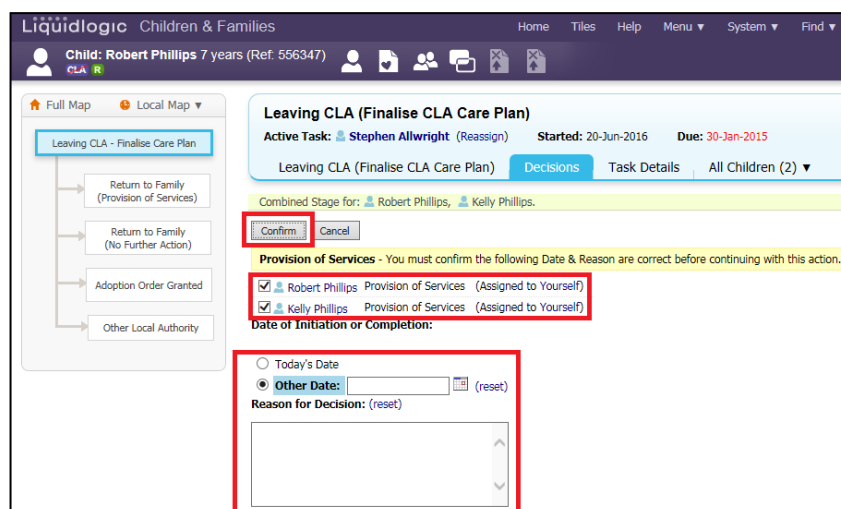 Liquidlogic Children & Families Home Tiles Help Menu ▼ System ▼ Find ▼
Child: Robert Phillips 7 years (Ref: 556347)
CLA R
Full Map Local Map ▼
Leaving CLA - Finalise Care Plan
Return to Family
(Provision of Services)
Return to Family
(No Further Action)
Adoption Order Granted
Other Local Authority
Leaving CLA (Finalise CLA Care Plan)
Active Task: Stephen Allwright (Reassign) Started: 20-Jun-2016 Due: 30-Jan-2015
Leaving CLA (Finalise CLA Care Plan) Decisions Task Details All Children (2) ▼
Combined Stage for: Robert Phillips, Kelly Phillips.
Confirm Cancel
Provision of Services - You must confirm the following Date & Reason are correct before continuing with this action.
Robert Phillips Provision of Services (Assigned to Yourself)
Kelly Phillips Provision of Services (Assigned to Yourself)
Date of Initiation or Completion:
Today's Date
Other Date: (reset)
Reason for Decision: (reset)